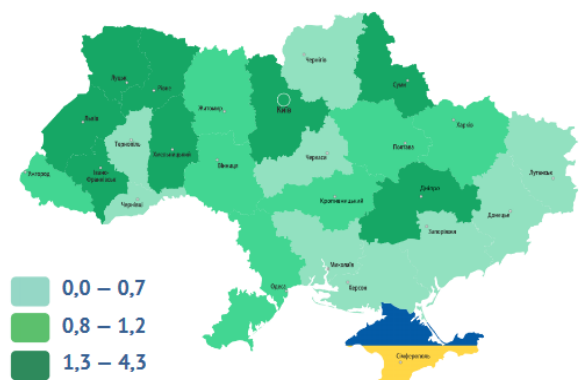 Чернігів
Суми
Луцьк
Рівне
Житомир
Київ
Львів
Тернопіль
Хмельницький
Харків
Полтава
Черкаси
Вінниця
Ужгород
Івано-
Франківськ
Чернівці
Луганськ
Дніпро
Кропивницький
Донецьк
Запоріжжя
Миколаїв
Одеса
Херсон
Сімферополь
0,0 — 0,7
0,8 — 1,2
1,3 — 4,3